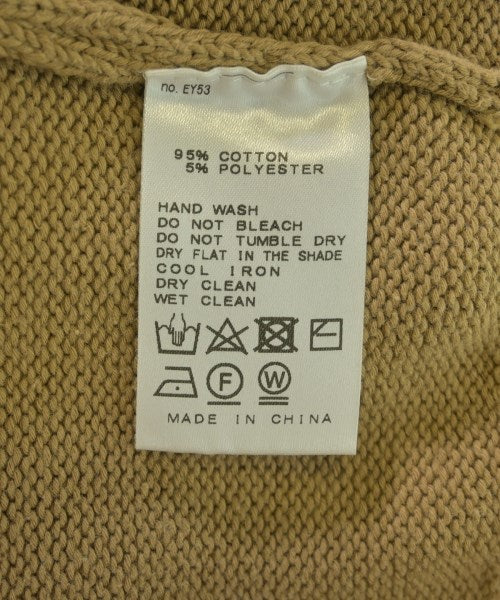 no. EY53
95% COTTON
5% POLYESTER
HAND WASH
DO NOT BLEACH
DO NOT TUMBLE DRY
DRY FLAT IN THE SHADE
COOL IRON
DRY CLEAN
WET CLEAN
F W
MADE IN CHINA